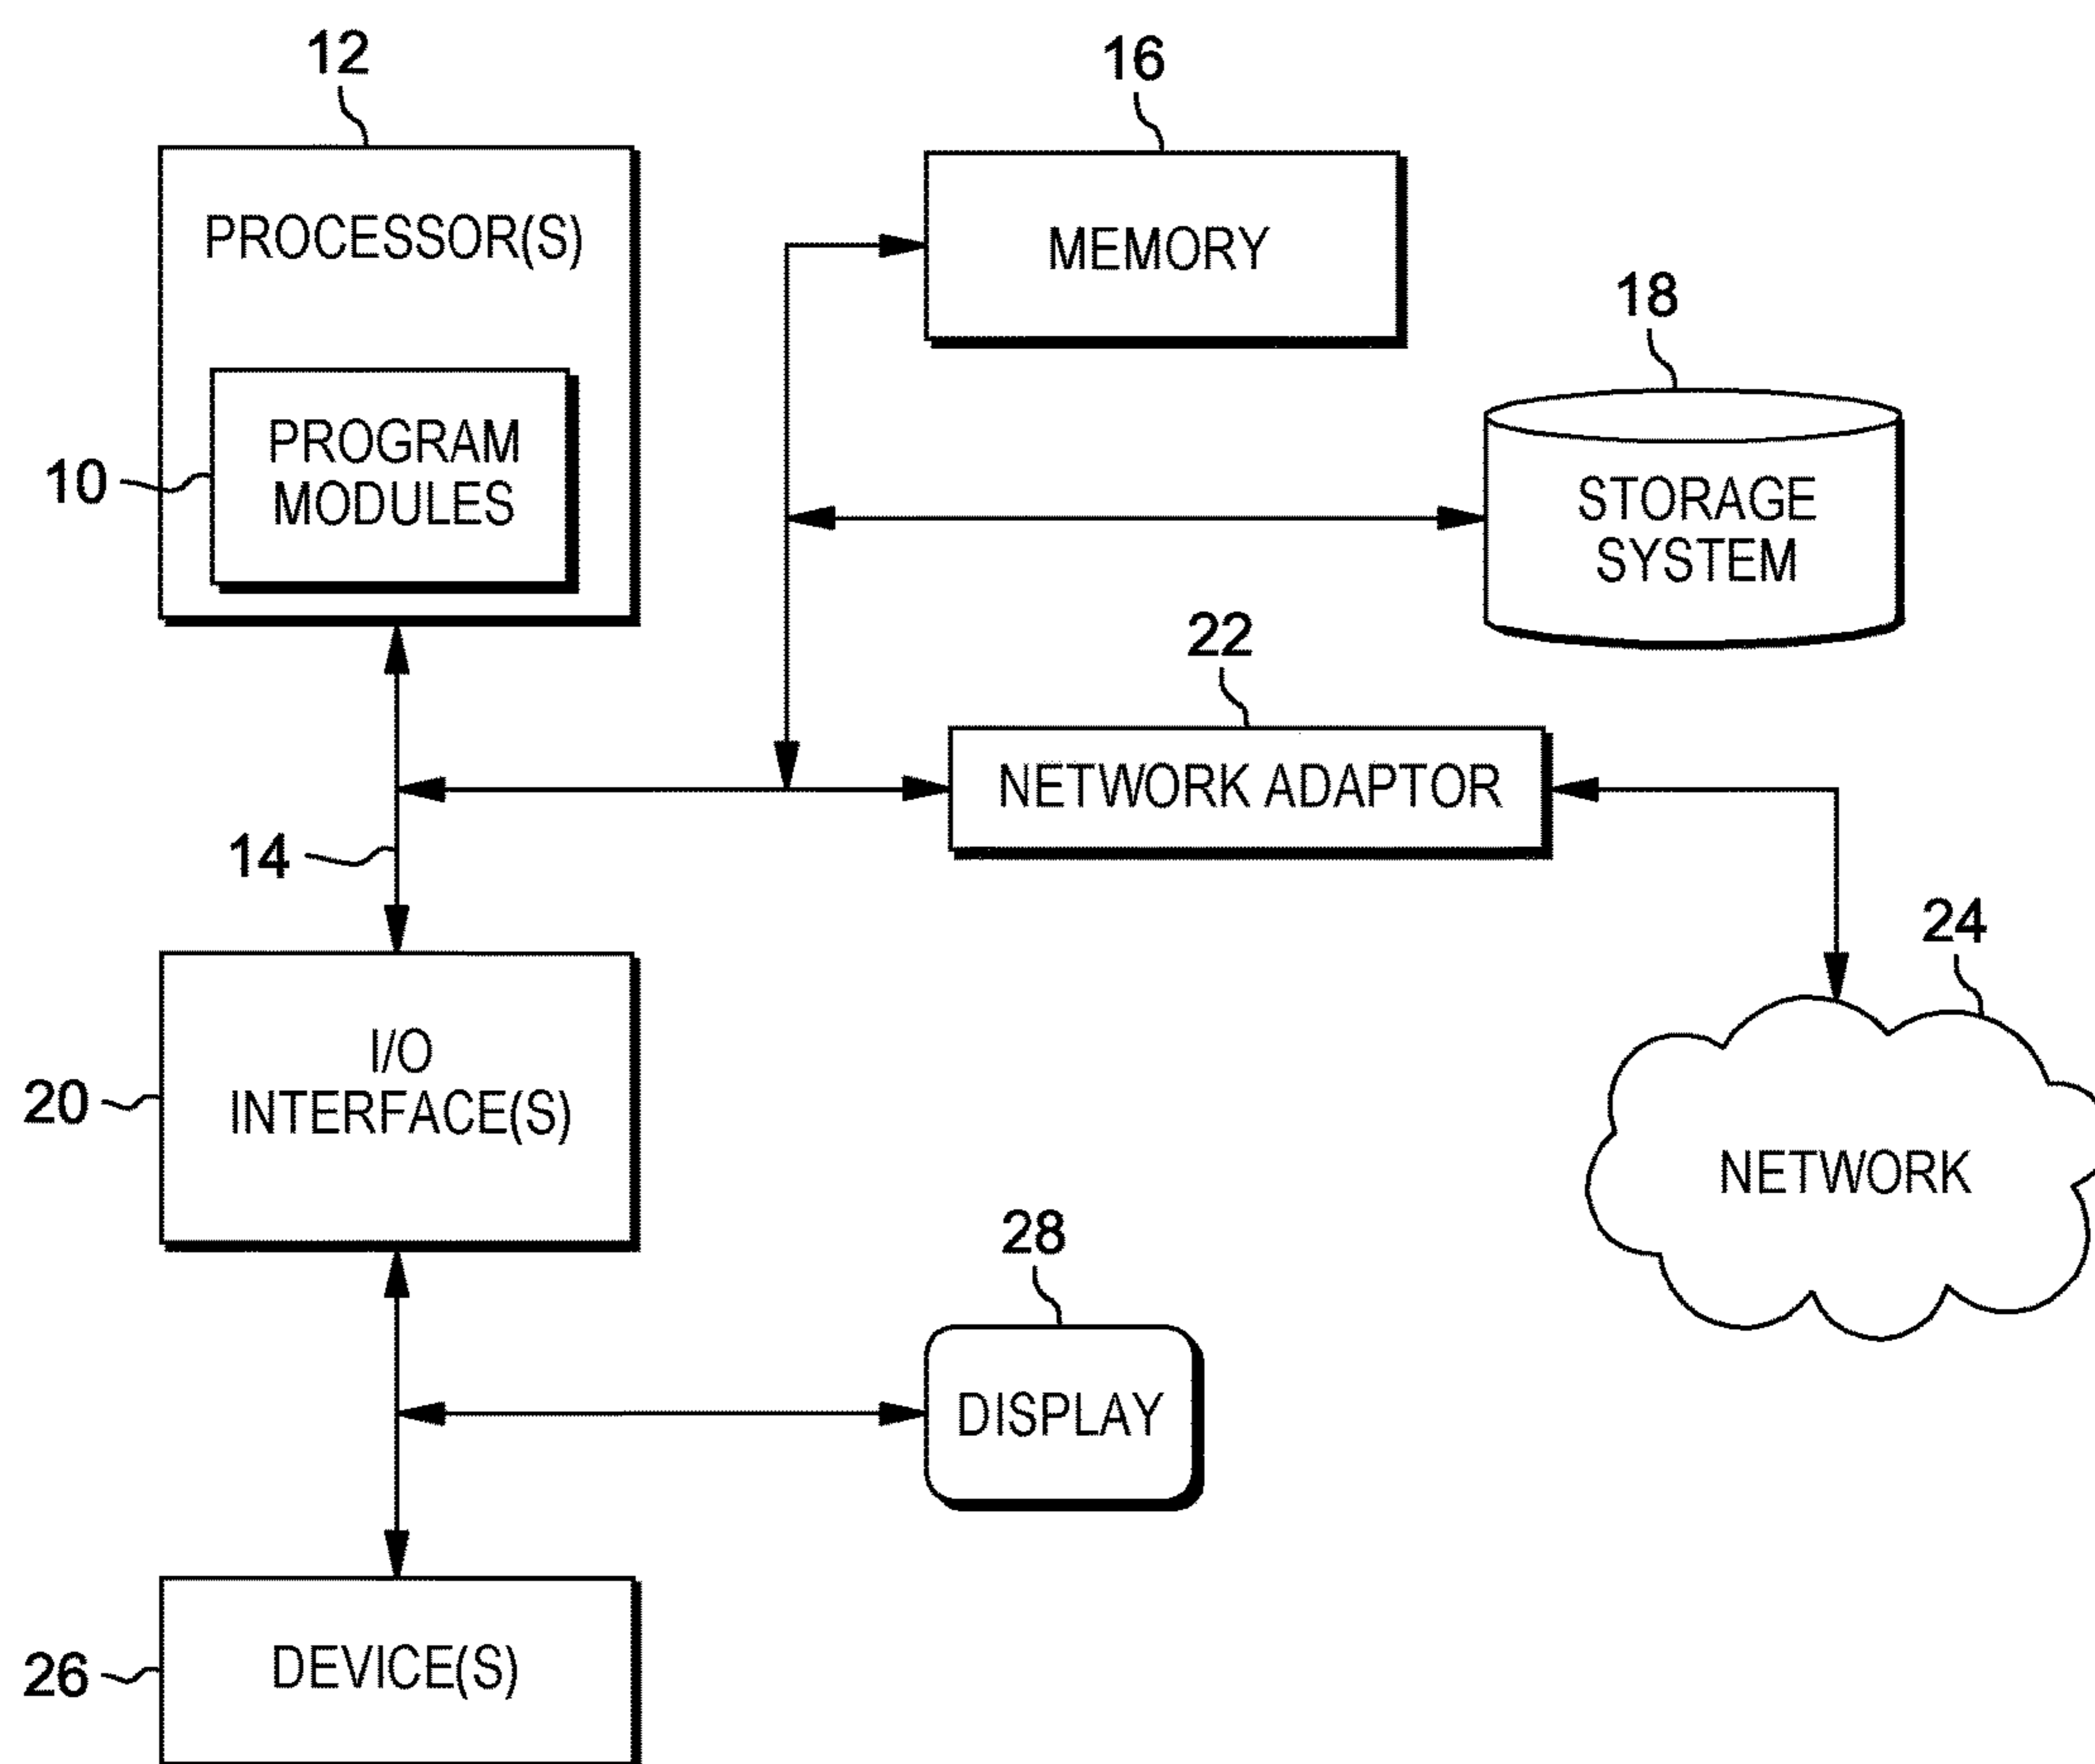 12
16
PROCESSOR(S)
MEMORY
18
PROGRAM
MODULES
10
STORAGE
SYSTEM
22
NETWORK ADAPTOR
14
24
I/O
INTERFACE(S)
20
NETWORK
28
DISPLAY
DEVICE(S)
26